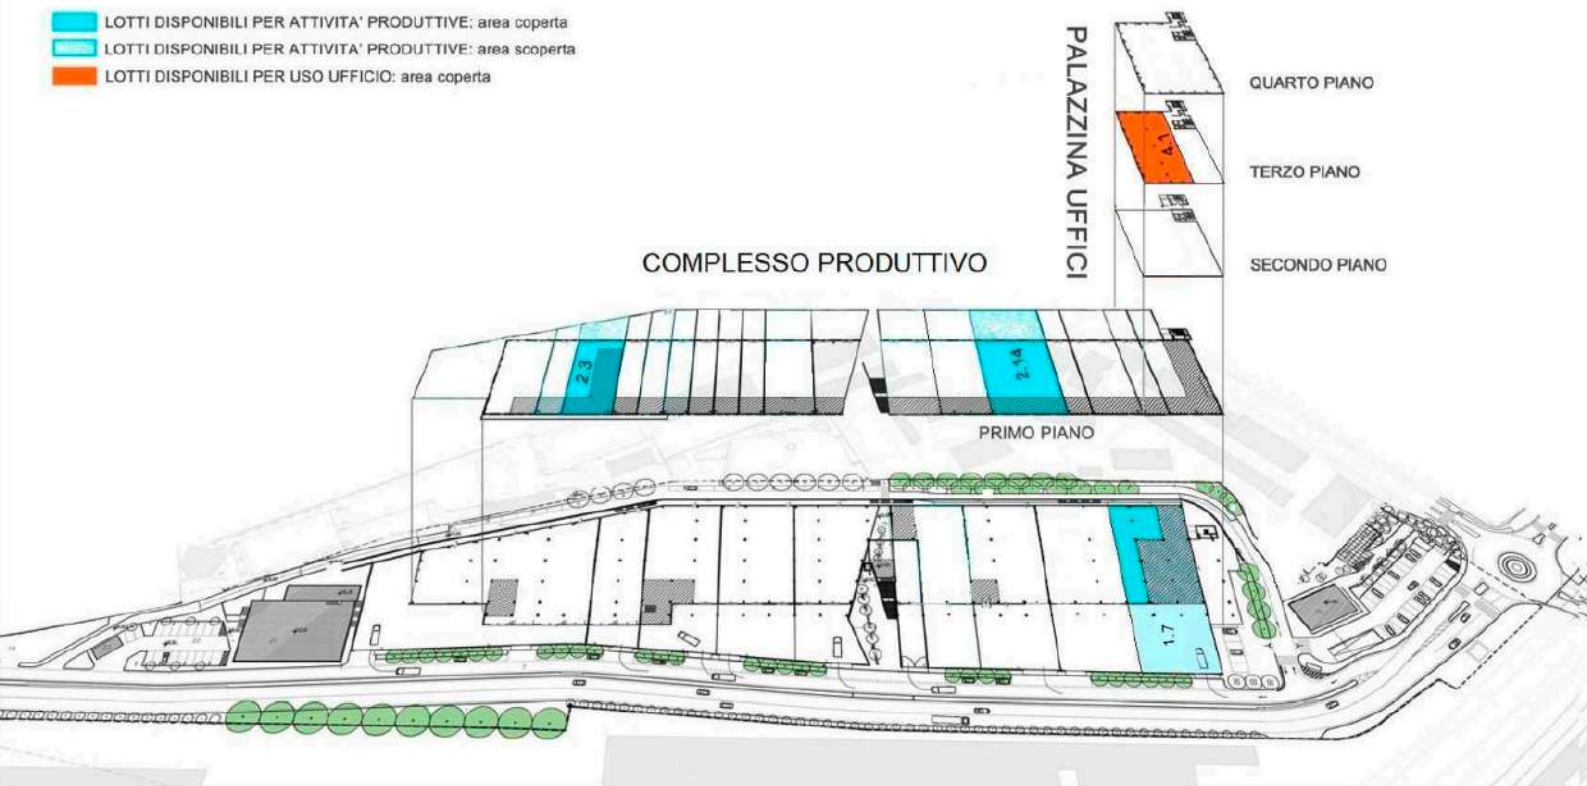 LOTTI DISPONIBILI PER ATTIVITA' PRODUTTIVE: area coperta
LOTTI DISPONIBILI PER ATTIVITA' PRODUTTIVE: area scoperta
LOTTI DISPONIBILI PER USO UFFICIO: area coperta
PALAZZINA UFFICI
QUARTO PIANO
4.1
TERZO PIANO
SECONDO PIANO
COMPLESSO PRODUTTIVO
2.3
2.14
PRIMO PIANO
1.7